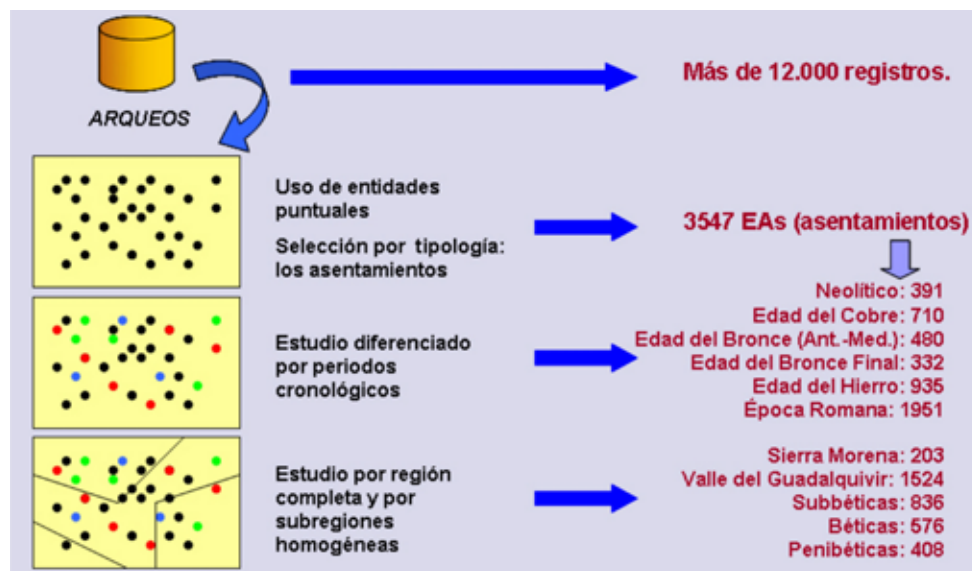 ARQUEOS
Más de 12.000 registros.
Uso de entidades
puntuales
Selección por tipología:
los asentamientos
3547 EAs (asentamientos)
Estudio diferenciado
por periodos
cronológicos
Neolítico: 391
Edad del Cobre: 710
Edad del Bronce (Ant.-Med.): 480
Edad del Bronce Final: 332
Edad del Hierro: 935
Época Romana: 1951
Estudio por región
completa y por
subregiones
homogéneas
Sierra Morena: 203
Valle del Guadalquivir: 1524
Subbéticas: 836
Béticas: 576
Penibéticas: 408